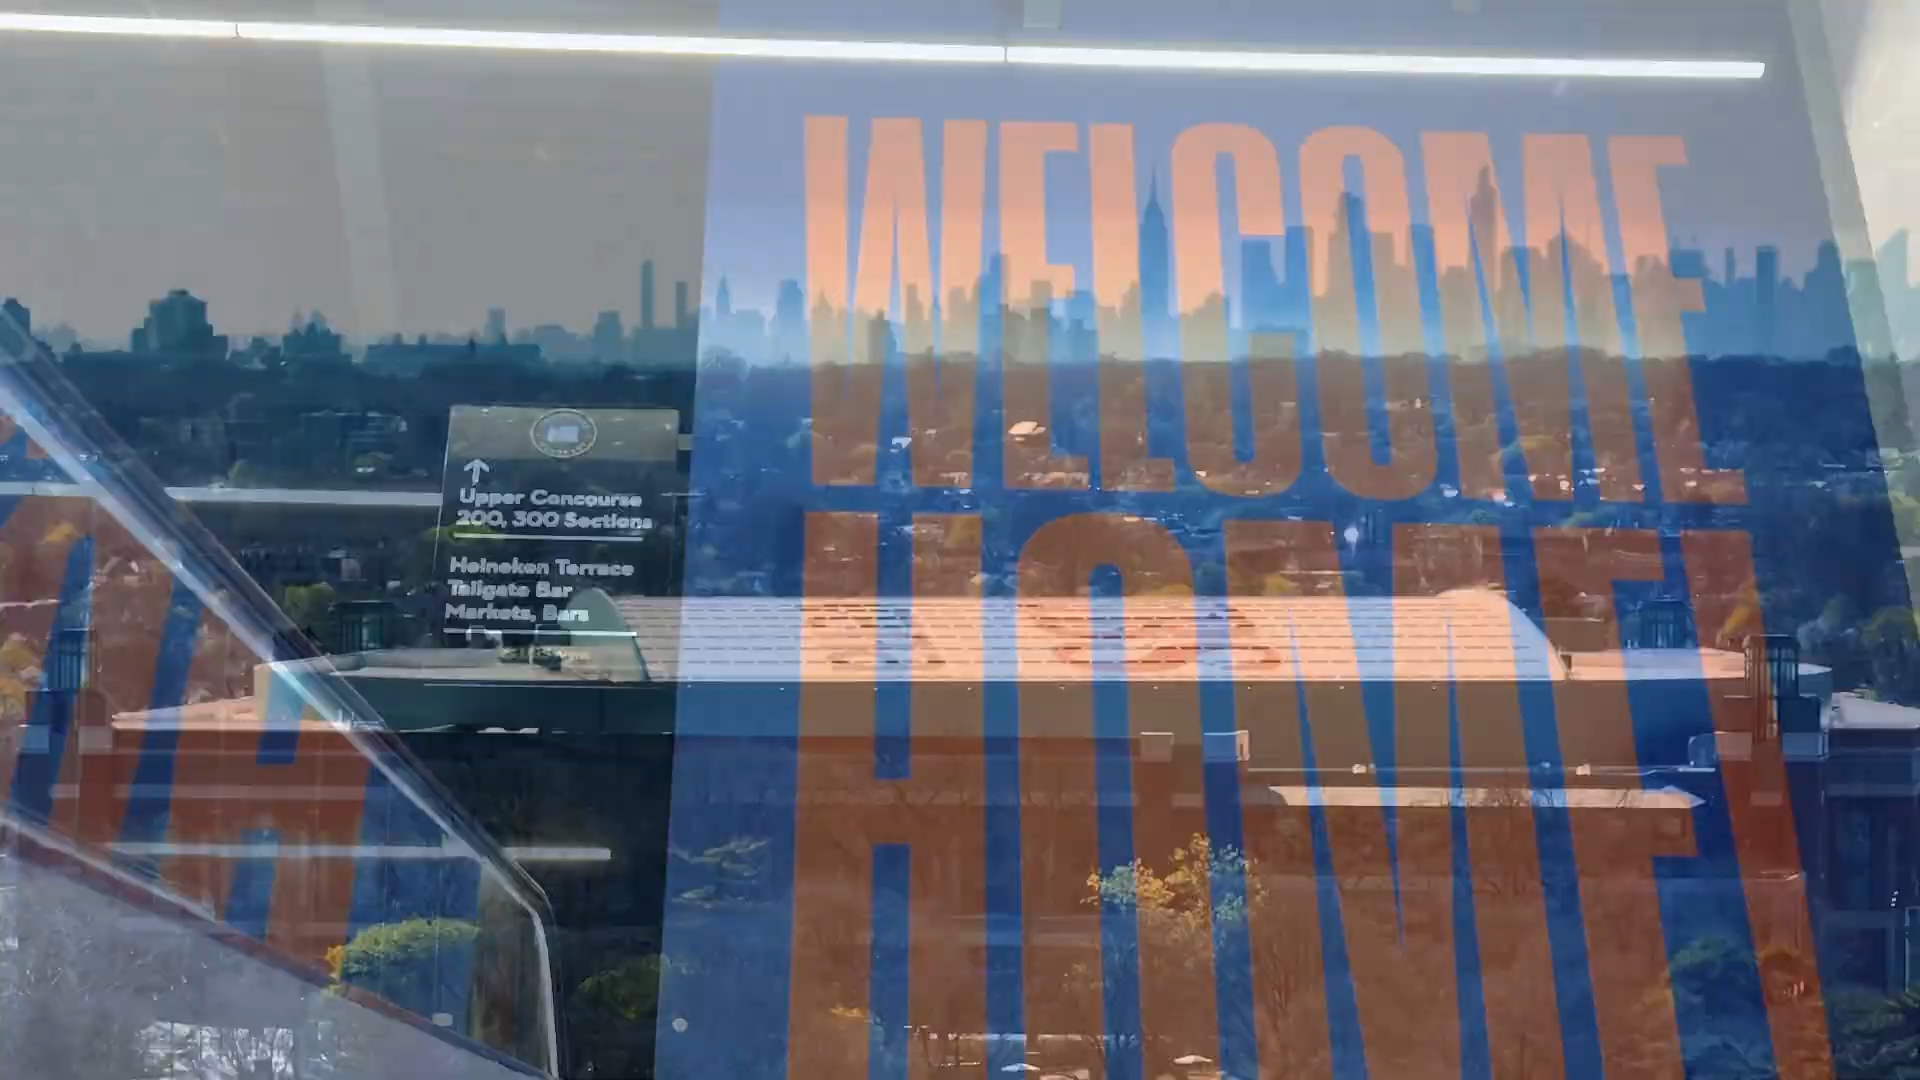 WELCOME
HOME
Upper Concourse
200, 300 Sections
Heineken Terrace
Tailgate Bar
Markets, Bars